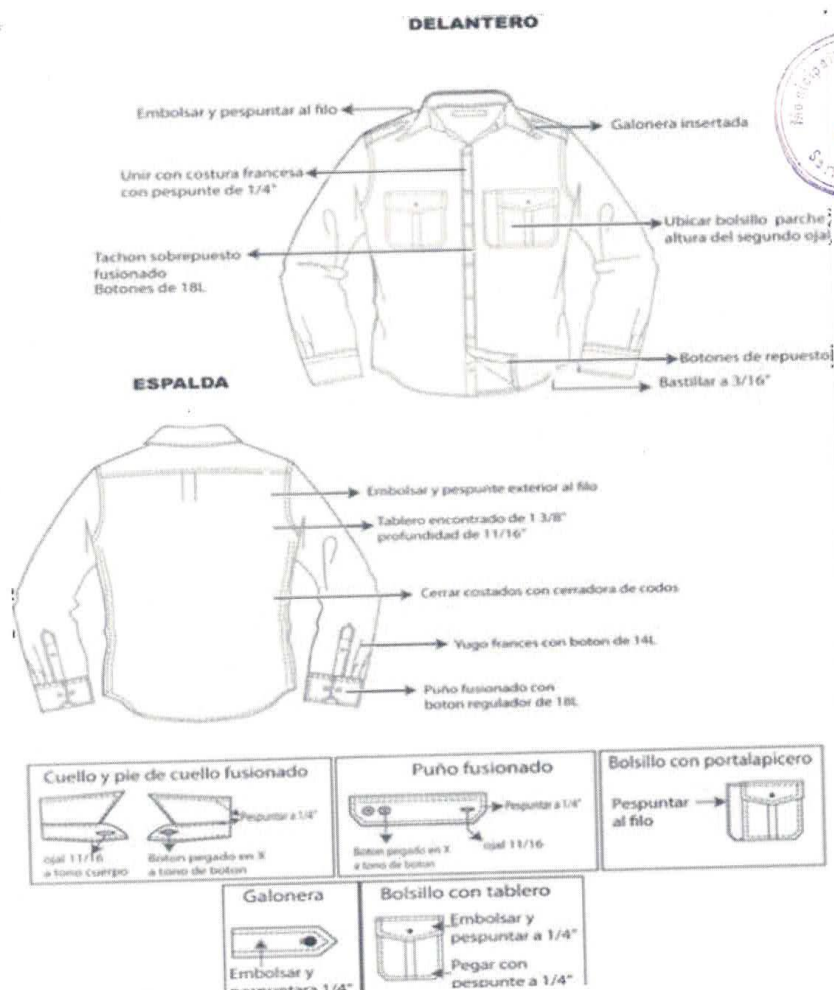 DELANTERO
Embolsar y pespuntar al filo
Galonera insertada
Unir con costura francesa
con pespunte de 1/4"
Ubicar bolsillo parche
altura del segundo ojal
Tachon sobrepuesto
fusionado
Botones de 18L
Botones de repuesto
Bastillar a 3/16"
ESPALDA
Embolsar y pespunte exterior al filo
Tablero encontrado de 1 3/8"
profundidad de 11/16"
Cerrar costados con cerradora de codos
Yugo frances con boton de 14L
Puño fusionado con
boton regulador de 18L
Cuello y pie de cuello fusionado
Pespuntar a 1/4"
ojal 11/16
a tono cuerpo
Boton pegado en X
a tono de boton
Puño fusionado
Pespuntar a 1/4"
Boton pegado en X
a tono de boton
ojal 11/16
Bolsillo con portalapicero
Pespuntar
al filo
Galonera
Embolsar y
pespuntara 1/4"
Bolsillo con tablero
Embolsar y
pespuntar a 1/4"
Pegar con
pespunte a 1/4"